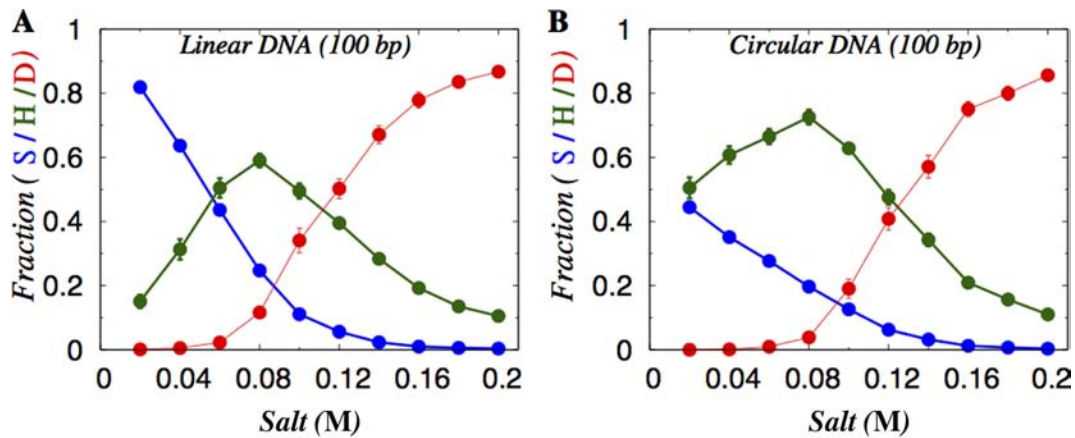 A
Linear DNA (100 bp)
Fraction ( S / H / D)
1
0.8
0.6
0.4
0.2
0
0 0.04 0.08 0.12 0.16 0.2
Salt (M)
B
Circular DNA (100 bp)
Fraction ( S / H / D)
1
0.8
0.6
0.4
0.2
0
0 0.04 0.08 0.12 0.16 0.2
Salt (M)